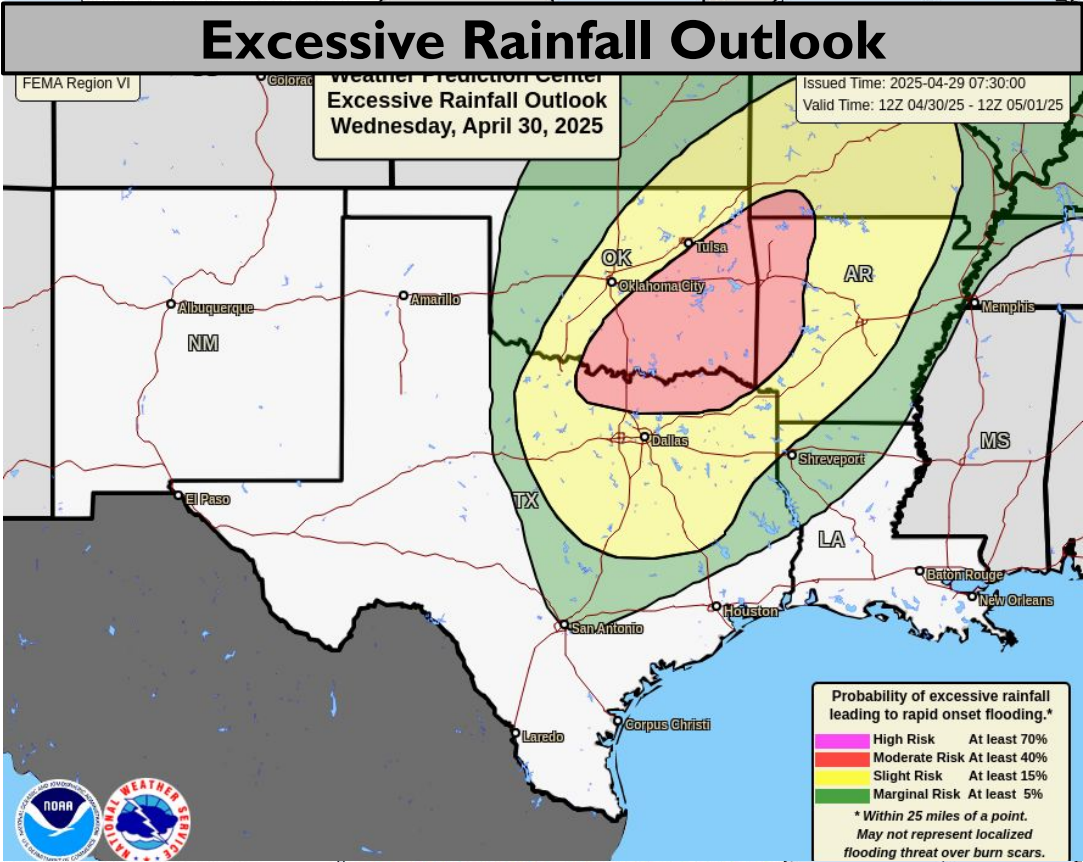 Excessive Rainfall Outlook
FEMA Region VI
Weather Prediction Center
Excessive Rainfall Outlook
Wednesday, April 30, 2025
Issued Time: 2025-04-29 07:30:00
Valid Time: 12Z 04/30/25 - 12Z 05/01/25
Tulsa
OK
Oklahoma City
AR
Albuquerque
Amarillo
Memphis
NM
Dallas
MS
Shreveport
El Paso
TX
LA
Baton Rouge
New Orleans
Houston
San Antonio
Corpus Christi
Laredo
Probability of excessive rainfall
leading to rapid onset flooding.*
High Risk At least 70%
Moderate Risk At least 40%
Slight Risk At least 15%
Marginal Risk At least 5%
* Within 25 miles of a point.
May not represent localized
flooding threat over burn scars.
NOAA
NATIONAL WEATHER SERVICE